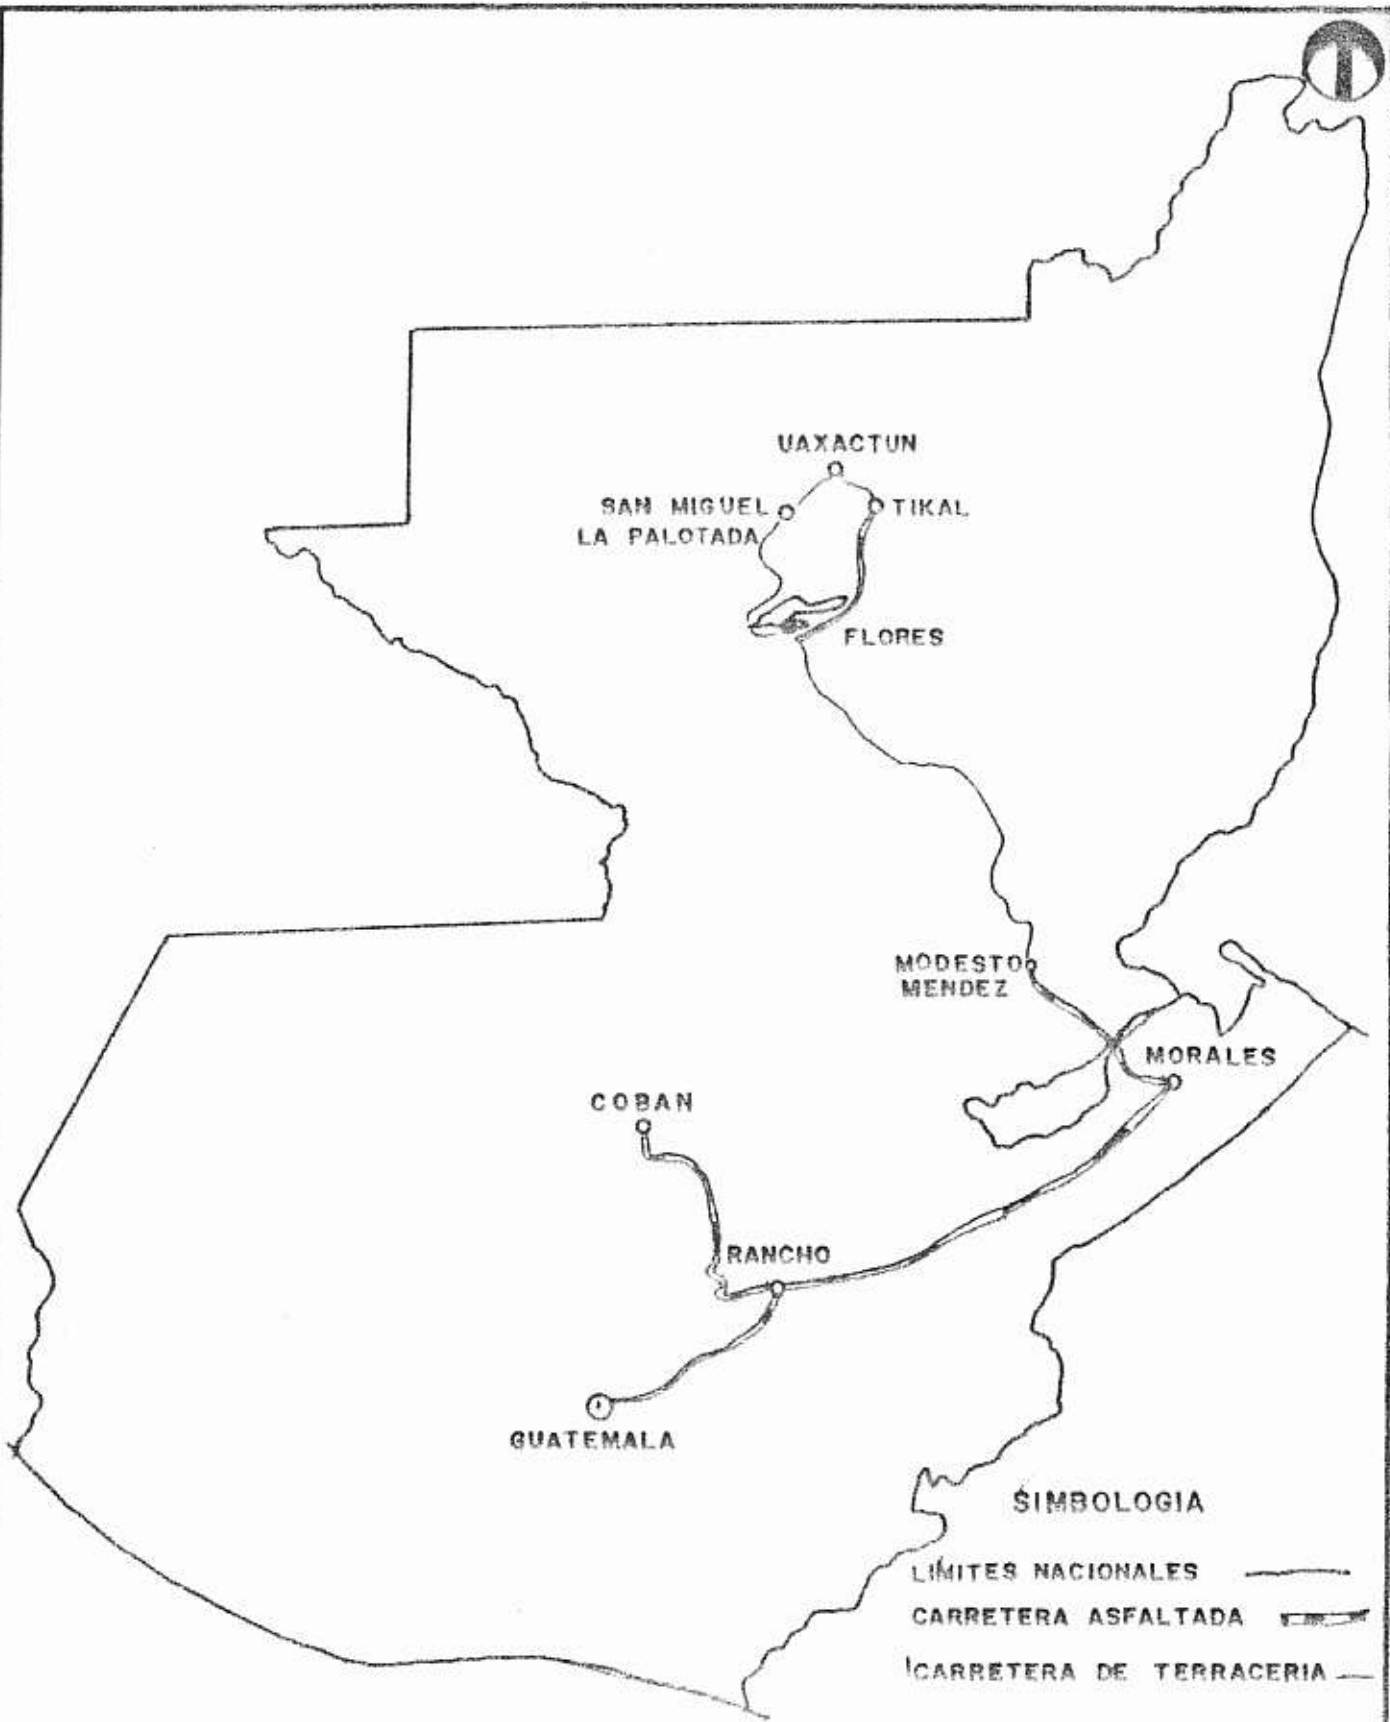 UAXACTUN
SAN MIGUEL
LA PALOTADA
TIKAL
FLORES
MODESTO
MENDEZ
MORALES
COBAN
RANCHO
GUATEMALA
SIMBOLOGIA
LIMITES NACIONALES
CARRETERA ASFALTADA
CARRETERA DE TERRACERIA